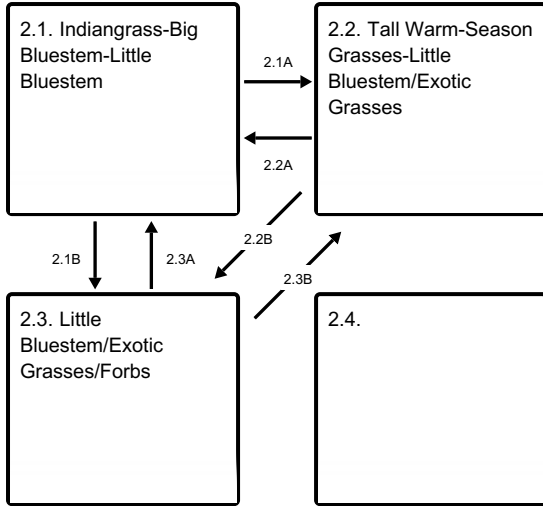 2.1. Indiangrass-Big
Bluestem-Little
Bluestem
2.1A
2.2. Tall Warm-Season
Grasses-Little
Bluestem/Exotic
Grasses
2.2A
2.1B
2.3A
2.2B
2.3B
2.3. Little
Bluestem/Exotic
Grasses/Forbs
2.4.